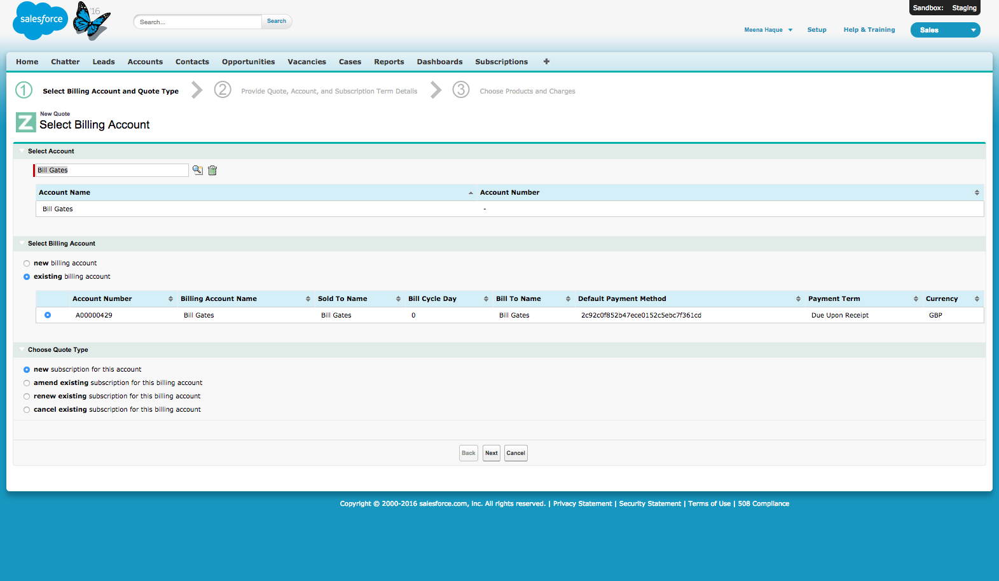 salesforce
'16
Search...
Search
Sandbox: Staging
Meena Haque
Setup
Help & Training
Sales
Home
Chatter
Leads
Accounts
Contacts
Opportunities
Vacancies
Cases
Reports
Dashboards
Subscriptions
+
1 Select Billing Account and Quote Type
2 Provide Quote, Account, and Subscription Term Details
3 Choose Products and Charges
Z
New Quote
Select Billing Account
Select Account
Bill Gates
Account Name Account Number
Bill Gates -
Select Billing Account
new billing account
existing billing account
Account Number Billing Account Name Sold To Name Bill Cycle Day Bill To Name Default Payment Method Payment Term Currency
A00000429 Bill Gates Bill Gates 0 Bill Gates 2c92c0f852b47ece0152c5ebc7f361cd Due Upon Receipt GBP
Choose Quote Type
new subscription for this account
amend existing subscription for this billing account
renew existing subscription for this billing account
cancel existing subscription for this billing account
Back Next Cancel
Copyright © 2000-2016 salesforce.com, inc. All rights reserved. | Privacy Statement | Security Statement | Terms of Use | 508 Compliance